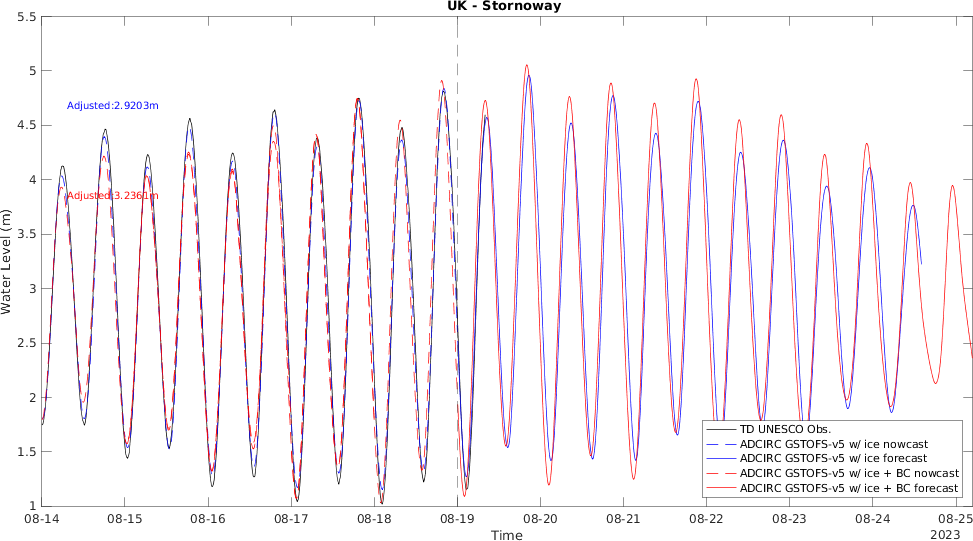 UK - Stornoway
5.5
5
4.5
4
3.5
3
2.5
2
1.5
1
Water Level (m)
Adjusted:2.9203m
Adjusted:3.2361m
TD UNESCO Obs.
ADCIRC GSTOFS-v5 w/ ice nowcast
ADCIRC GSTOFS-v5 w/ ice forecast
ADCIRC GSTOFS-v5 w/ ice + BC nowcast
ADCIRC GSTOFS-v5 w/ ice + BC forecast
08-14 08-15 08-16 08-17 08-18 08-19 08-20 08-21 08-22 08-23 08-24 08-25
2023
Time